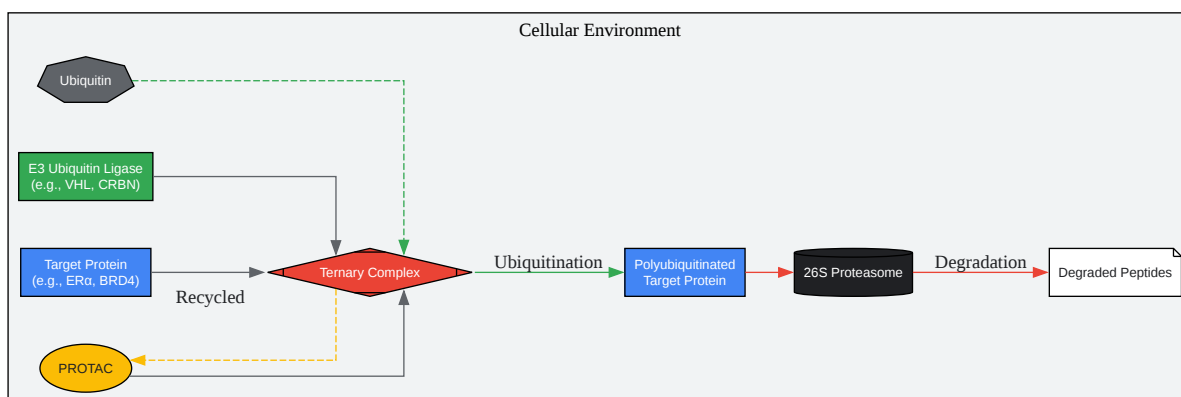 Cellular Environment
Ubiquitin
E3 Ubiquitin Ligase
(e.g., VHL, CRBN)
Target Protein
(e.g., ERα, BRD4)
Recycled
PROTAC
Ternary Complex
Ubiquitination
Polyubiquitinated
Target Protein
26S Proteasome
Degradation
Degraded Peptides